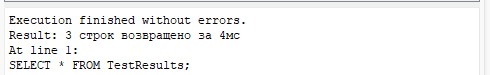 Execution finished without errors.
Result: 3 строк возвращено за 4мс
At line 1:
SELECT * FROM TestResults;